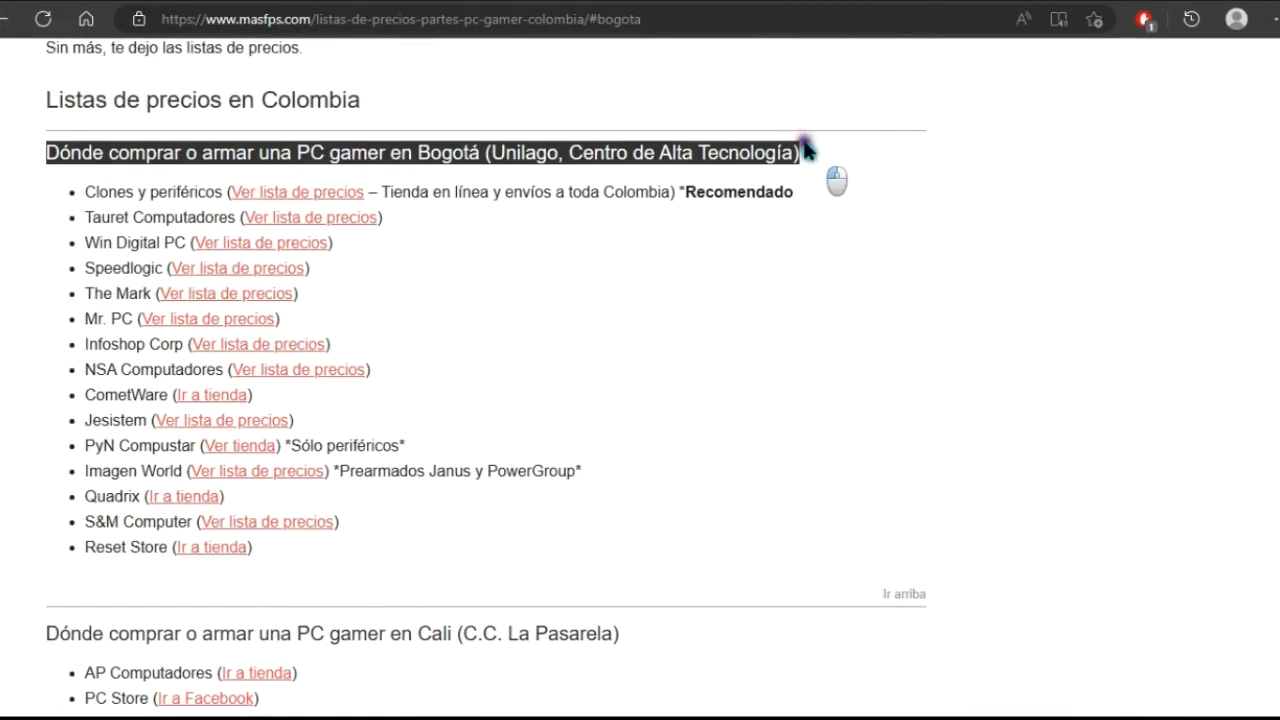 https://www.masfps.com/listas-de-precios-partes-pc-gamer-colombia/#bogota
1
Sin más, te dejo las listas de precios.
Listas de precios en Colombia
Dónde comprar o armar una PC gamer en Bogotá (Unilago, Centro de Alta Tecnología)
Clones y periféricos (Ver lista de precios – Tienda en línea y envíos a toda Colombia) *Recomendado
Tauret Computadores (Ver lista de precios)
Win Digital PC (Ver lista de precios)
Speedlogic (Ver lista de precios)
The Mark (Ver lista de precios)
Mr. PC (Ver lista de precios)
Infoshop Corp (Ver lista de precios)
NSA Computadores (Ver lista de precios)
CometWare (Ir a tienda)
Jesistem (Ver lista de precios)
PyN Compustar (Ver tienda) *Sólo periféricos*
Imagen World (Ver lista de precios) *Prearmados Janus y PowerGroup*
Quadrix (Ir a tienda)
S&M Computer (Ver lista de precios)
Reset Store (Ir a tienda)
Ir arriba
Dónde comprar o armar una PC gamer en Cali (C.C. La Pasarela)
AP Computadores (Ir a tienda)
PC Store (Ir a Facebook)